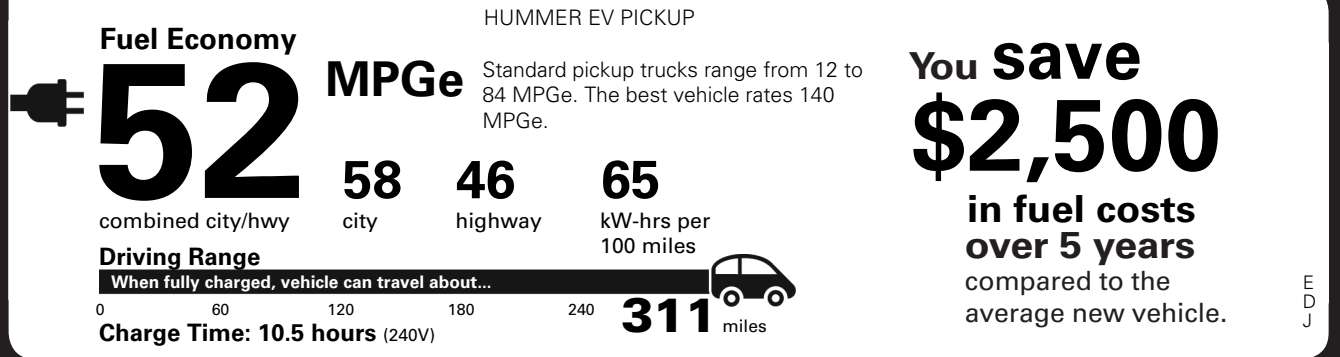 HUMMER EV PICKUP
Fuel Economy
52
MPGe
Standard pickup trucks range from 12 to
84 MPGe. The best vehicle rates 140
MPGe.
combined city/hwy
58
city
46
highway
65
kW-hrs per
100 miles
Driving Range
When fully charged, vehicle can travel about...
0 60 120 180 240 311 miles
Charge Time: 10.5 hours (240V)
You save
$2,500
in fuel costs
over 5 years
compared to the
average new vehicle.
E
D
J